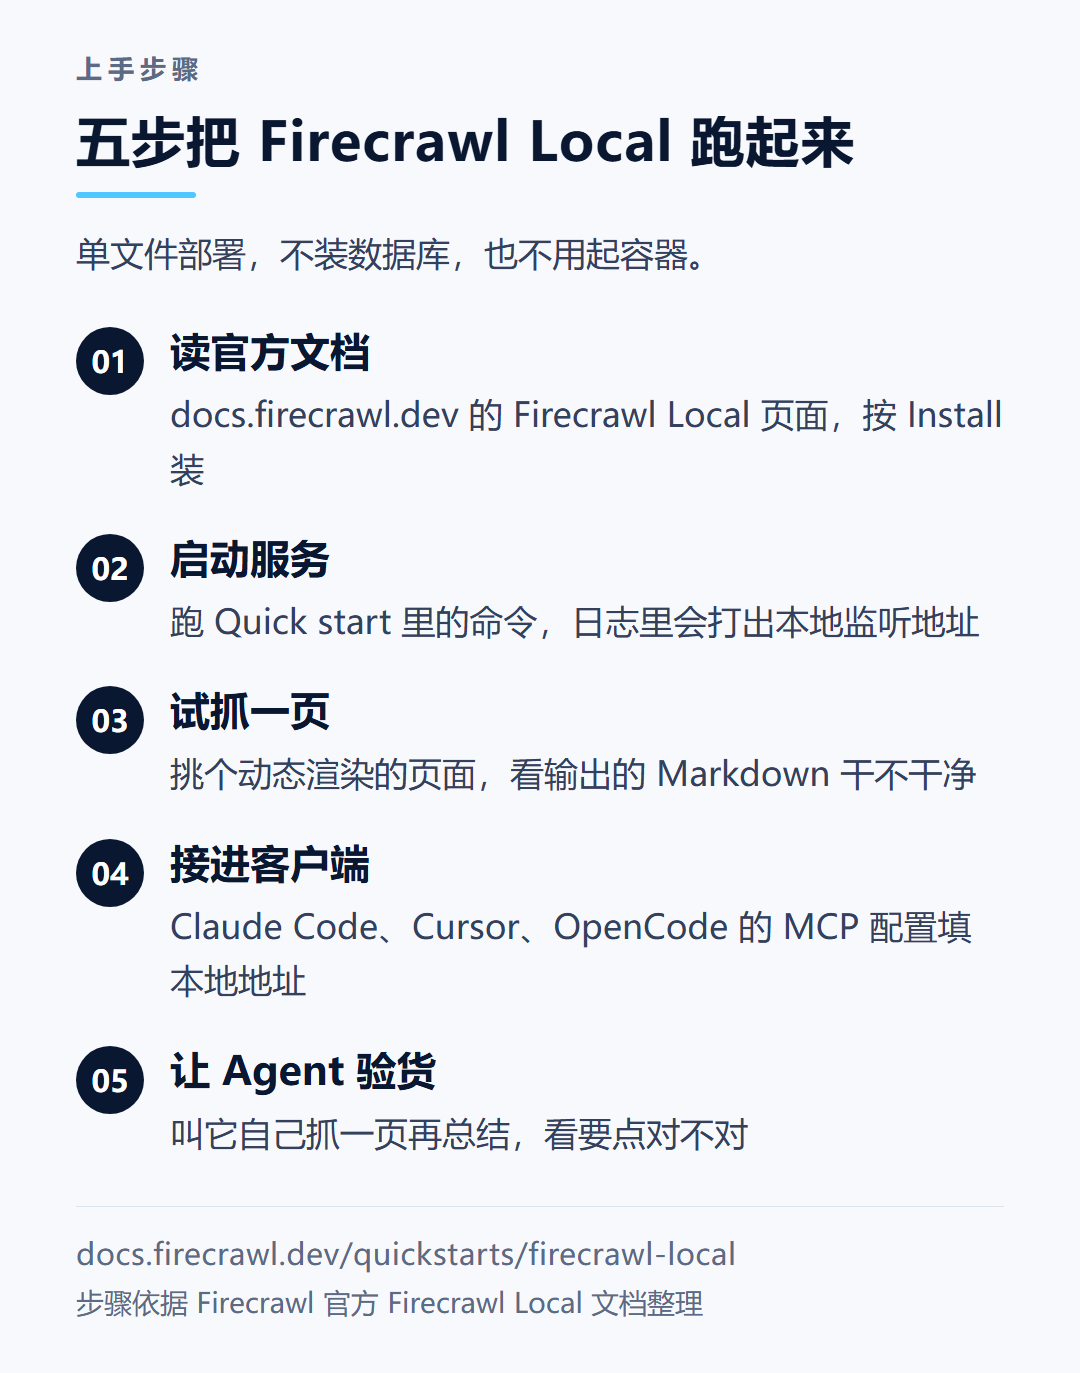 上手步骤
五步把 Firecrawl Local 跑起来
单文件部署，不装数据库，也不用起容器。
01
读官方文档
docs.firecrawl.dev 的 Firecrawl Local 页面，按 Install
装
02
启动服务
跑 Quick start 里的命令，日志里会打出本地监听地址
03
试抓一页
挑个动态渲染的页面，看输出的 Markdown 干不干净
04
接进客户端
Claude Code、Cursor、OpenCode 的 MCP 配置填
本地地址
05
让 Agent 验货
叫它自己抓一页再总结，看要点对不对
docs.firecrawl.dev/quickstarts/firecrawl-local
步骤依据 Firecrawl 官方 Firecrawl Local 文档整理